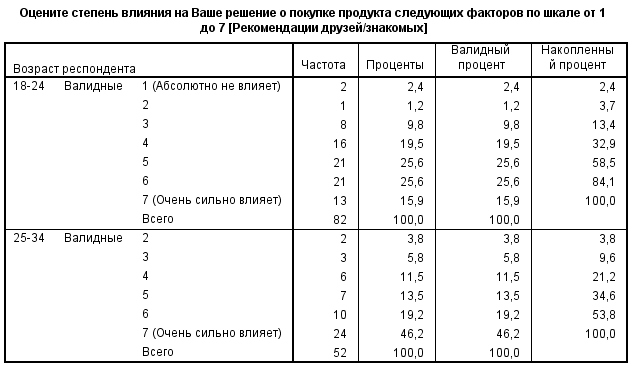 Оцените степень влияния на Ваше решение о покупке продукта следующих факторов по шкале от 1
до 7 [Рекомендации друзей/знакомых]
Возраст респондента Частота Проценты Валидный процент Накопленны й процент
18-24 Валидные 1 (Абсолютно не влияет) 2 2,4 2,4 2,4
2 1 1,2 1,2 3,7
3 8 9,8 9,8 13,4
4 16 19,5 19,5 32,9
5 21 25,6 25,6 58,5
6 21 25,6 25,6 84,1
7 (Очень сильно влияет) 13 15,9 15,9 100,0
Всего 82 100,0 100,0
25-34 Валидные 2 2 3,8 3,8 3,8
3 3 5,8 5,8 9,6
4 6 11,5 11,5 21,2
5 7 13,5 13,5 34,6
6 10 19,2 19,2 53,8
7 (Очень сильно влияет) 24 46,2 46,2 100,0
Всего 52 100,0 100,0